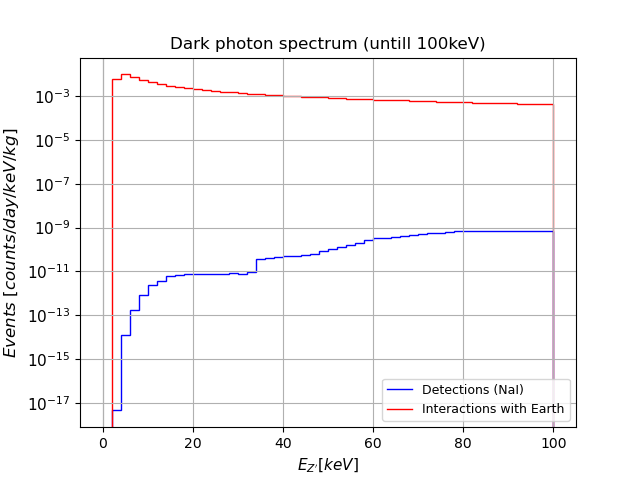 Dark photon spectrum (untill 100keV)
Events [counts/day/keV/kg]
10⁻³
10⁻⁵
10⁻⁷
10⁻⁹
10⁻¹¹
10⁻¹³
10⁻¹⁵
10⁻¹⁷
Detections (NaI)
Interactions with Earth
0 20 40 60 80 100
E_Z'[keV]